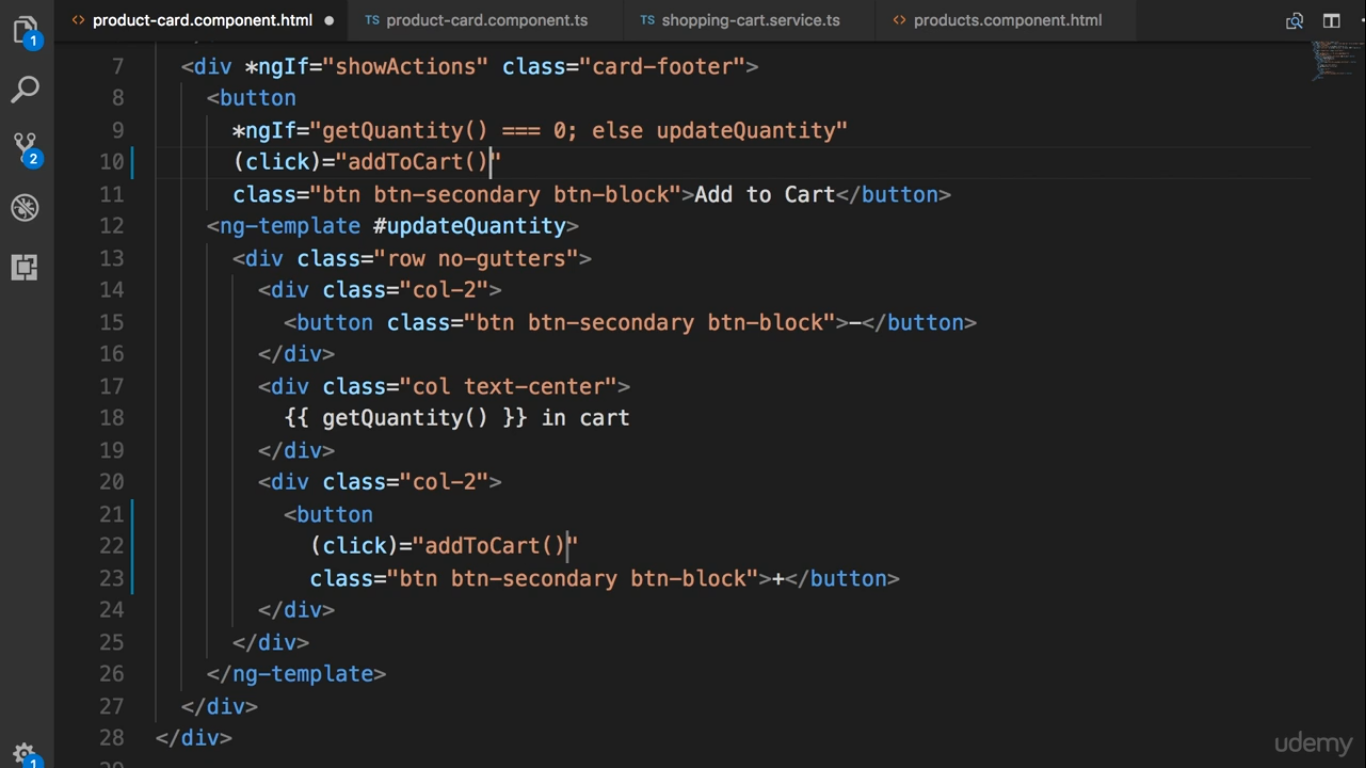 product-card.component.html TS product-card.component.ts TS shopping-cart.service.ts <> products.component.html
1
2
1
7 <div *ngIf="showActions" class="card-footer">
8 <button
9 *ngIf="getQuantity() === 0; else updateQuantity"
10 (click)="addToCart()"
11 class="btn btn-secondary btn-block">Add to Cart</button>
12 <ng-template #updateQuantity>
13 <div class="row no-gutters">
14 <div class="col-2">
15 <button class="btn btn-secondary btn-block">-</button>
16 </div>
17 <div class="col text-center">
18 {{ getQuantity() }} in cart
19 </div>
20 <div class="col-2">
21 <button
22 (click)="addToCart()"
23 class="btn btn-secondary btn-block">+</button>
24 </div>
25 </div>
26 </ng-template>
27 </div>
28 </div>
udemy